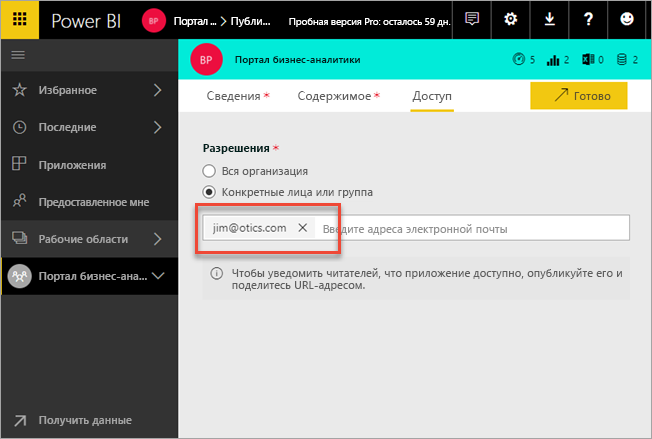 Power BI BP Портал ... > Публи... Пробная версия Pro: осталось 59 дн. ?
BP Портал бизнес-аналитики 5 2 0 2
Избранное
Последние
Приложения
Предоставленное мне
Рабочие области
Портал бизнес-ана...
Получить данные
Сведения * Содержимое * Доступ Готово
Разрешения *
Вся организация
Конкретные лица или группа
jim@otics.com Введите адреса электронной почты
Чтобы уведомить читателей, что приложение доступно, опубликуйте его и
поделитесь URL-адресом.